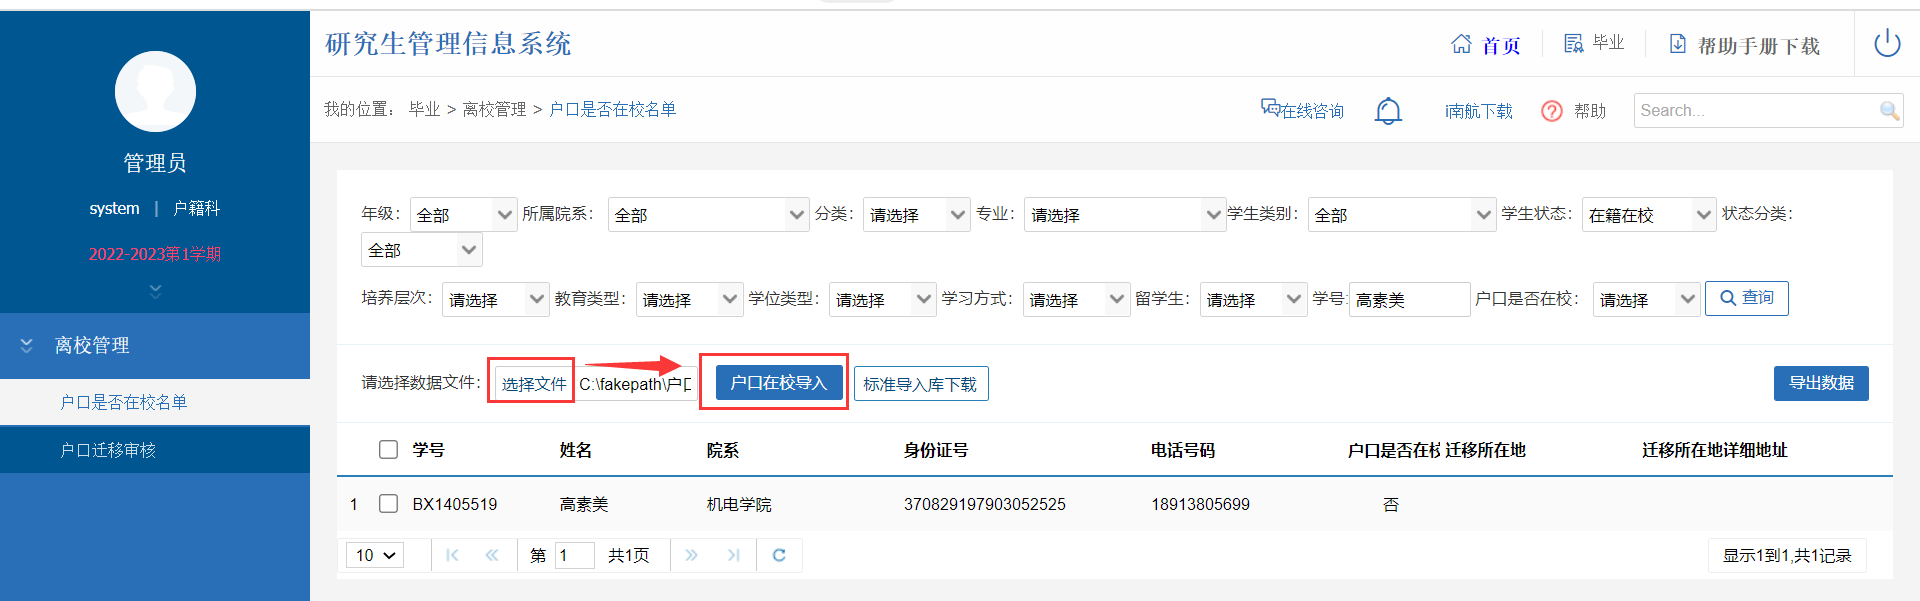 研究生管理信息系统
首页
毕业
帮助手册下载
管理员
system | 户籍科
2022-2023第1学期
离校管理
户口是否在校名单
户口迁移审核
我的位置： 毕业 > 离校管理 > 户口是否在校名单
在线咨询
i南航下载
帮助
Search...
年级： 全部 所属院系： 全部 分类： 请选择 专业： 请选择 学生类别： 全部 学生状态： 在籍在校 状态分类：
全部
培养层次： 请选择 教育类型： 请选择 学位类型： 请选择 学习方式： 请选择 留学生： 请选择 学号: 高素美 户口是否在校： 请选择 查询
请选择数据文件： 选择文件 C:\fakepath\户口 户口在校导入 标准导入库下载 导出数据
学号 姓名 院系 身份证号 电话号码 户口是否在校 迁移所在地 迁移所在地详细地址
1 BX1405519 高素美 机电学院 370829197903052525 18913805699 否
10 第 1 共1页 显示1到1,共1记录